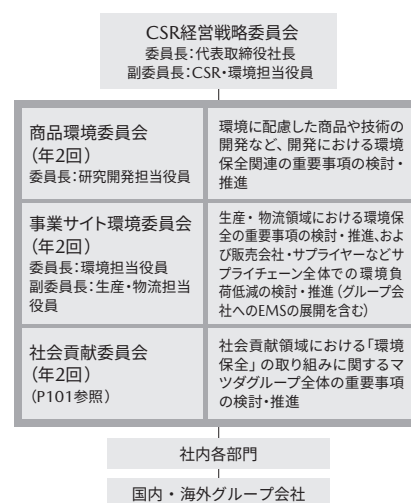 CSR経営戦略委員会
委員長:代表取締役社長
副委員長:CSR・環境担当役員
商品環境委員会
(年2回)
委員長:研究開発担当役員
環境に配慮した商品や技術の
開発など、開発における環境
保全関連の重要事項の検討・
推進
事業サイト環境委員会
(年2回)
委員長:環境担当役員
副委員長:生産・物流担当
役員
生産・物流領域における環境保
全の重要事項の検討・推進、およ
び販売会社・サプライヤーなどサ
プライチェーン全体での環境負
荷低減の検討・推進(グループ会
社へのEMSの展開を含む)
社会貢献委員会
(年2回)
(P101参照)
社会貢献領域における「環境
保全」の取り組みに関するマ
ツダグループ全体の重要事項
の検討・推進
社内各部門
国内・海外グループ会社